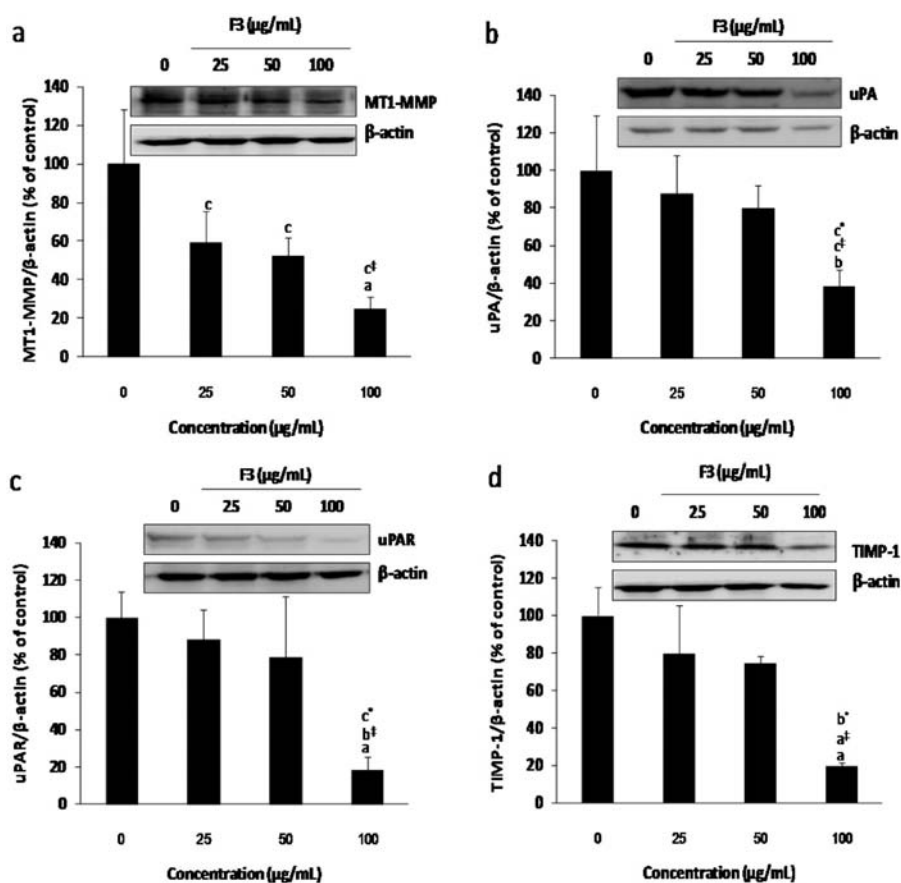 a
F3 (µg/mL)
0 25 50 100
MT1-MMP
β-actin
MT1-MMP/β-actin (% of control)
140
120
100
80
60
40
20
0
c
c
c‡
a
0 25 50 100
Concentration (µg/mL)
b
F3 (µg/mL)
0 25 50 100
uPA
β-actin
uPA/β-actin (% of control)
140
120
100
80
60
40
20
0
c*
c‡
b
0 25 50 100
Concentration (µg/mL)
c
F3 (µg/mL)
0 25 50 100
uPAR
β-actin
uPAR/β-actin (% of control)
140
120
100
80
60
40
20
0
c*
b‡
a
0 25 50 100
Concentration (µg/mL)
d
F3 (µg/mL)
0 25 50 100
TIMP-1
β-actin
TIMP-1/β-actin (% of control)
140
120
100
80
60
40
20
0
b*
a‡
a
0 25 50 100
Concentration (µg/mL)